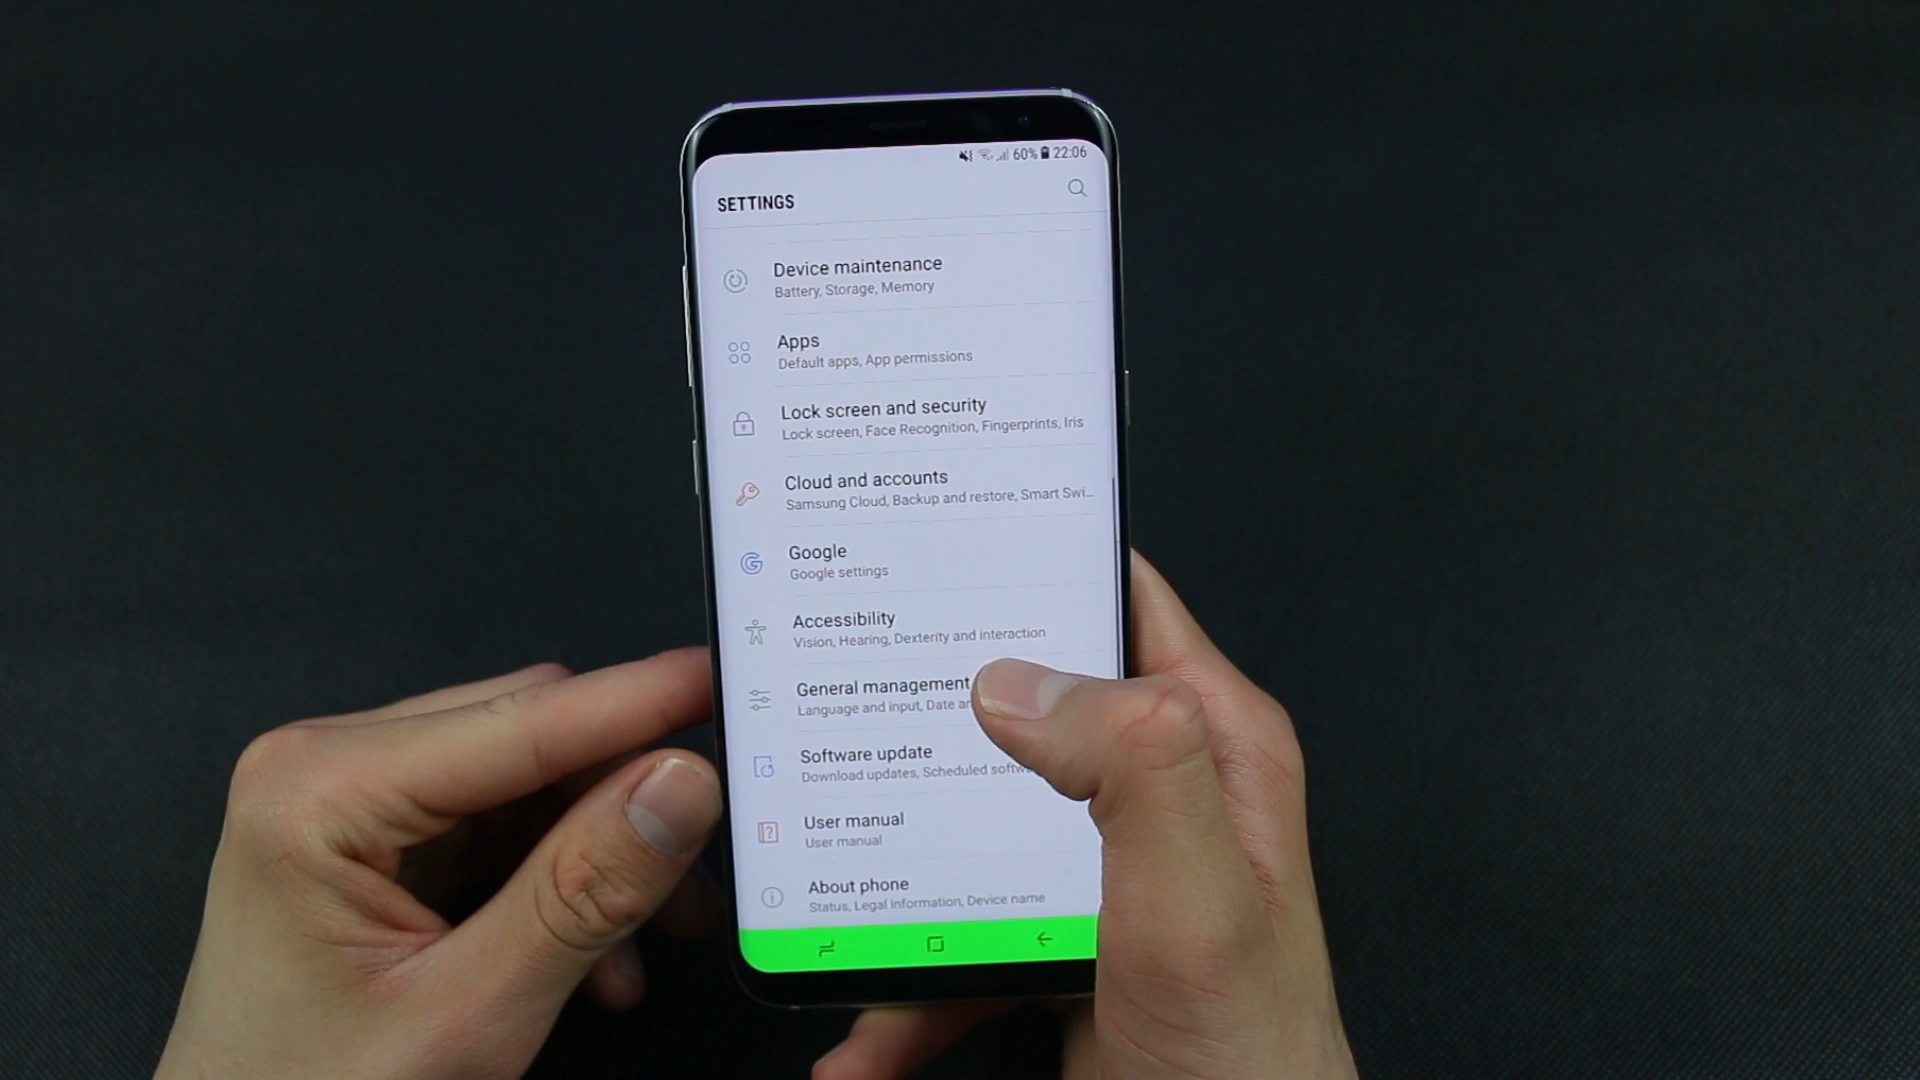 60% 22:06
SETTINGS
Device maintenance
Battery, Storage, Memory
Apps
Default apps, App permissions
Lock screen and security
Lock screen, Face Recognition, Fingerprints, Iris
Cloud and accounts
Samsung Cloud, Backup and restore, Smart Swi...
Google
Google settings
Accessibility
Vision, Hearing, Dexterity and interaction
General management
Language and input, Date
Software update
Download updates, Scheduled
User manual
User manual
About phone
Status, Legal information, Device name